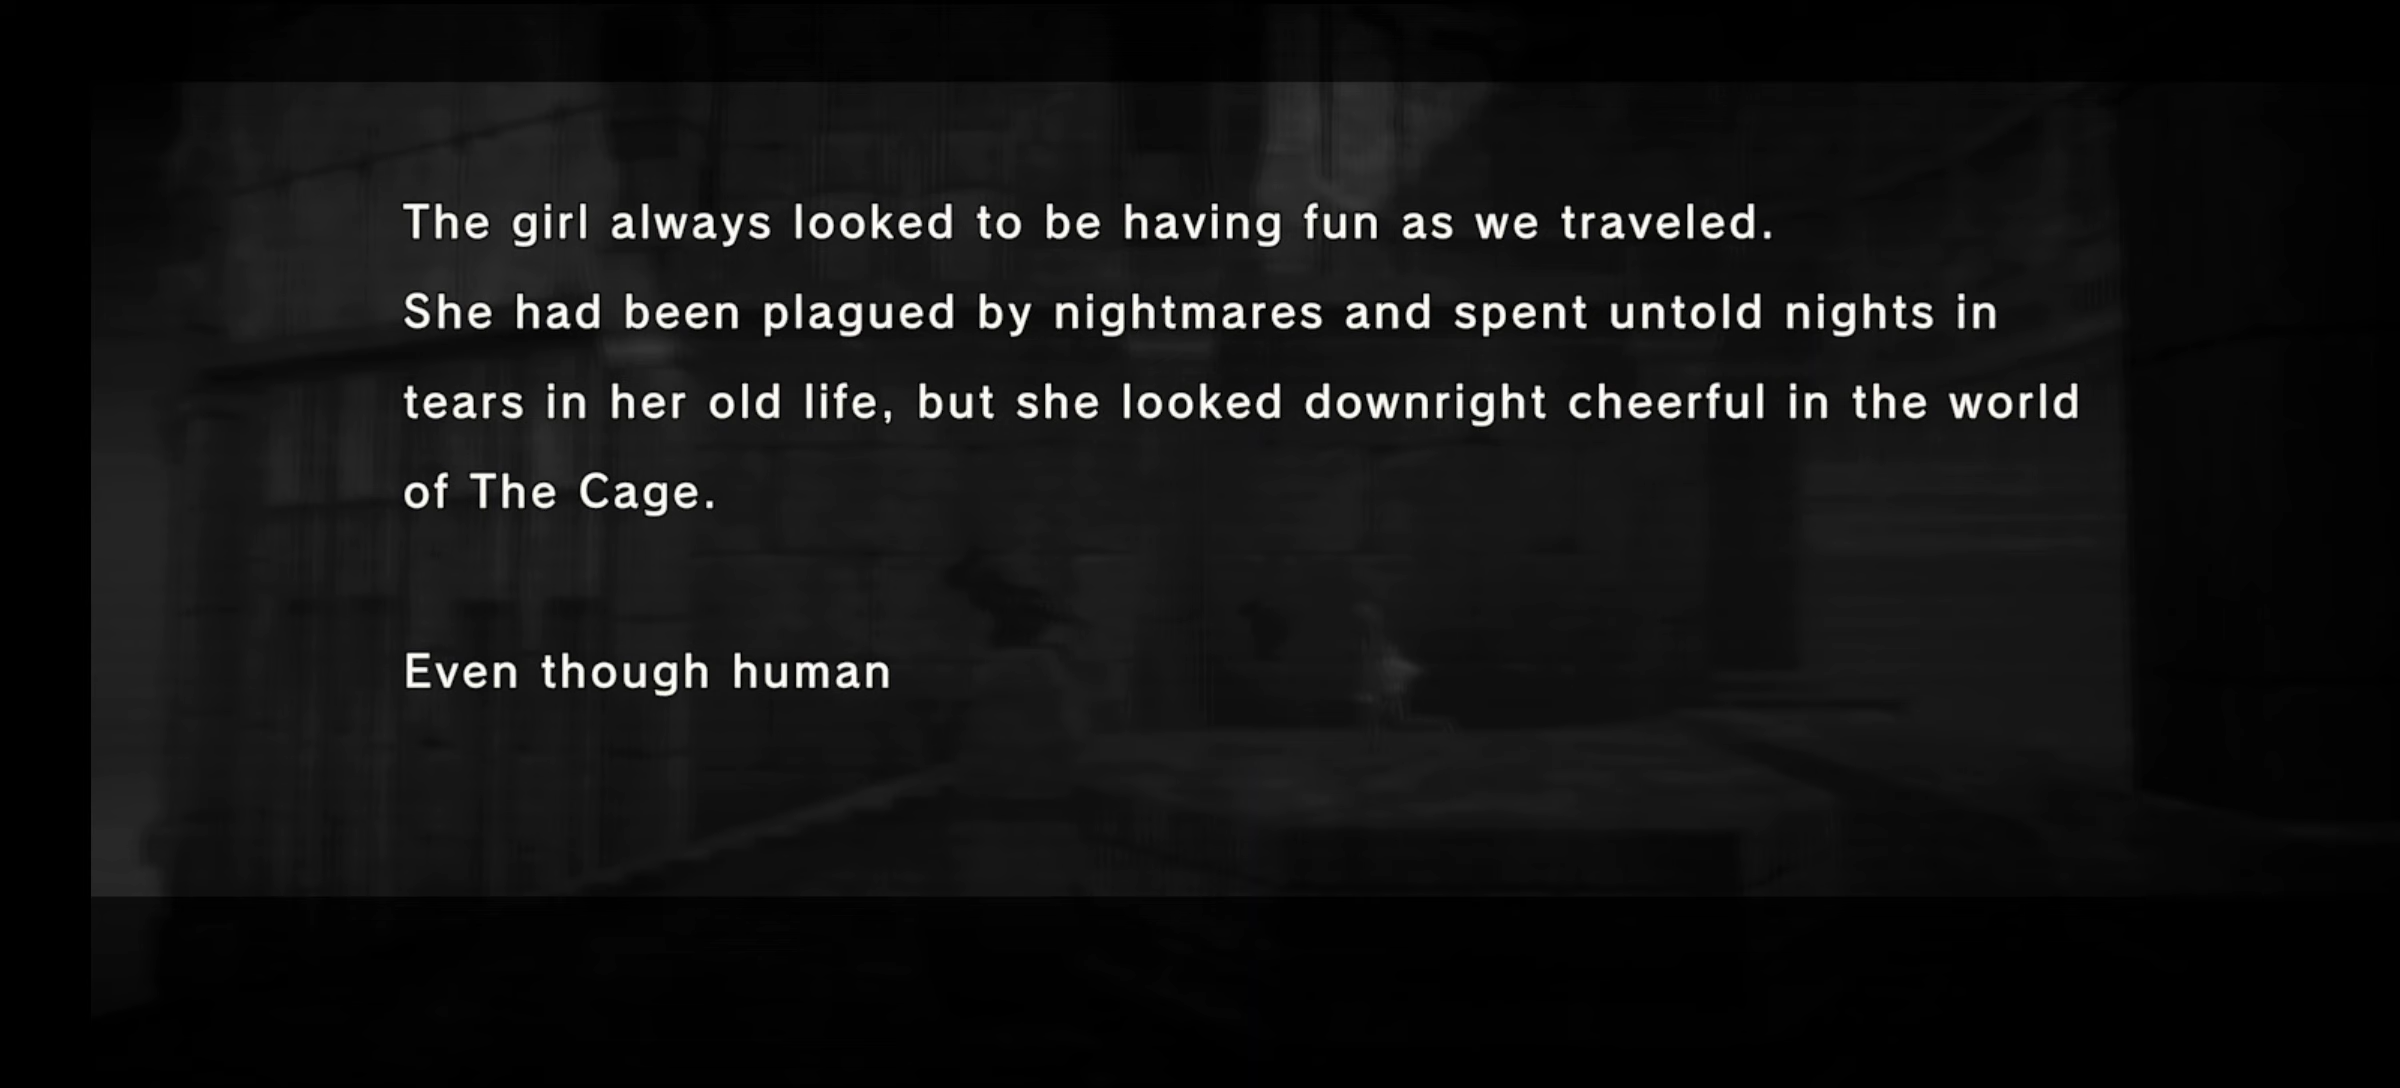 The girl always looked to be having fun as we traveled.
She had been plagued by nightmares and spent untold nights in
tears in her old life, but she looked downright cheerful in the world
of The Cage.
Even though human